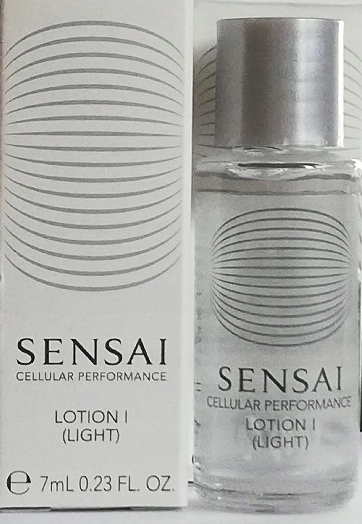 SENSAI
CELLULAR PERFORMANCE
LOTION I
(LIGHT)
℮ 7mL 0.23 FL. OZ.
SENSAI
CELLULAR PERFORMANCE
LOTION I
(LIGHT)